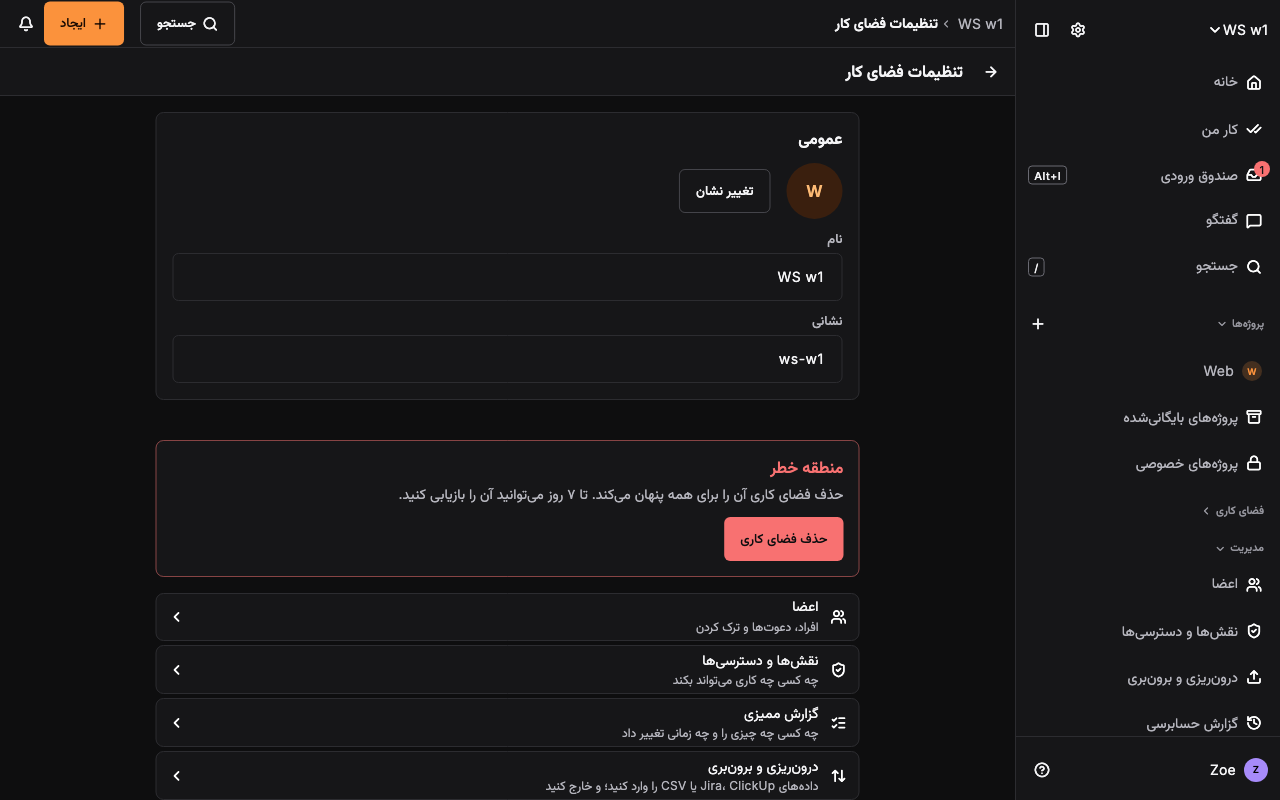 WS w1
خانه
کار من
1
صندوق ورودی
Alt+I
گفتگو
جستجو
/
پروژه‌ها
W
Web
پروژه‌های بایگانی‌شده
پروژه‌های خصوصی
فضای کاری
مدیریت
اعضا
نقش‌ها و دسترسی‌ها
درون‌ریزی و برون‌بری
گزارش حسابرسی
Z
Zoe
WS w1
تنظیمات فضای کار
جستجو
ایجاد
تنظیمات فضای کار
عمومی
W
تغییر نشان
نام
WS w1
نشانی
ws-w1
منطقه خطر
حذف فضای کاری آن را برای همه پنهان می‌کند. تا ۷ روز می‌توانید آن را بازیابی کنید.
حذف فضای کاری
اعضا
افراد، دعوت‌ها و ترک کردن
نقش‌ها و دسترسی‌ها
چه کسی چه کاری می‌تواند بکند
گزارش ممیزی
چه کسی چه چیزی را و چه زمانی تغییر داد
درون‌ریزی و برون‌بری
داده‌های Jira، ClickUp یا CSV را وارد کنید؛ و خارج کنید